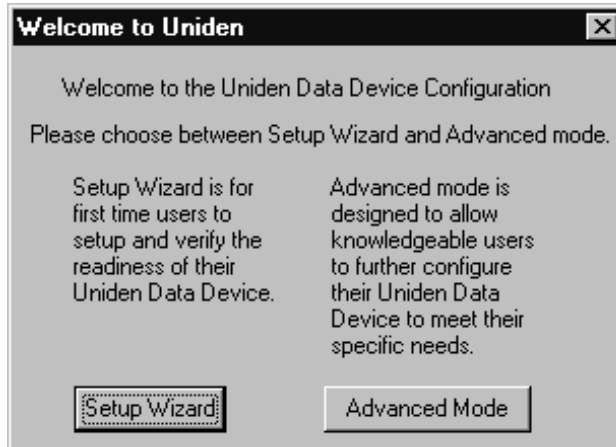 Welcome to Uniden
Welcome to the Uniden Data Device Configuration
Please choose between Setup Wizard and Advanced mode.
Setup Wizard is for
first time users to
setup and verify the
readiness of their
Uniden Data Device.
Advanced mode is
designed to allow
knowledgeable users
to further configure
their Uniden Data
Device to meet their
specific needs.
Setup Wizard
Advanced Mode